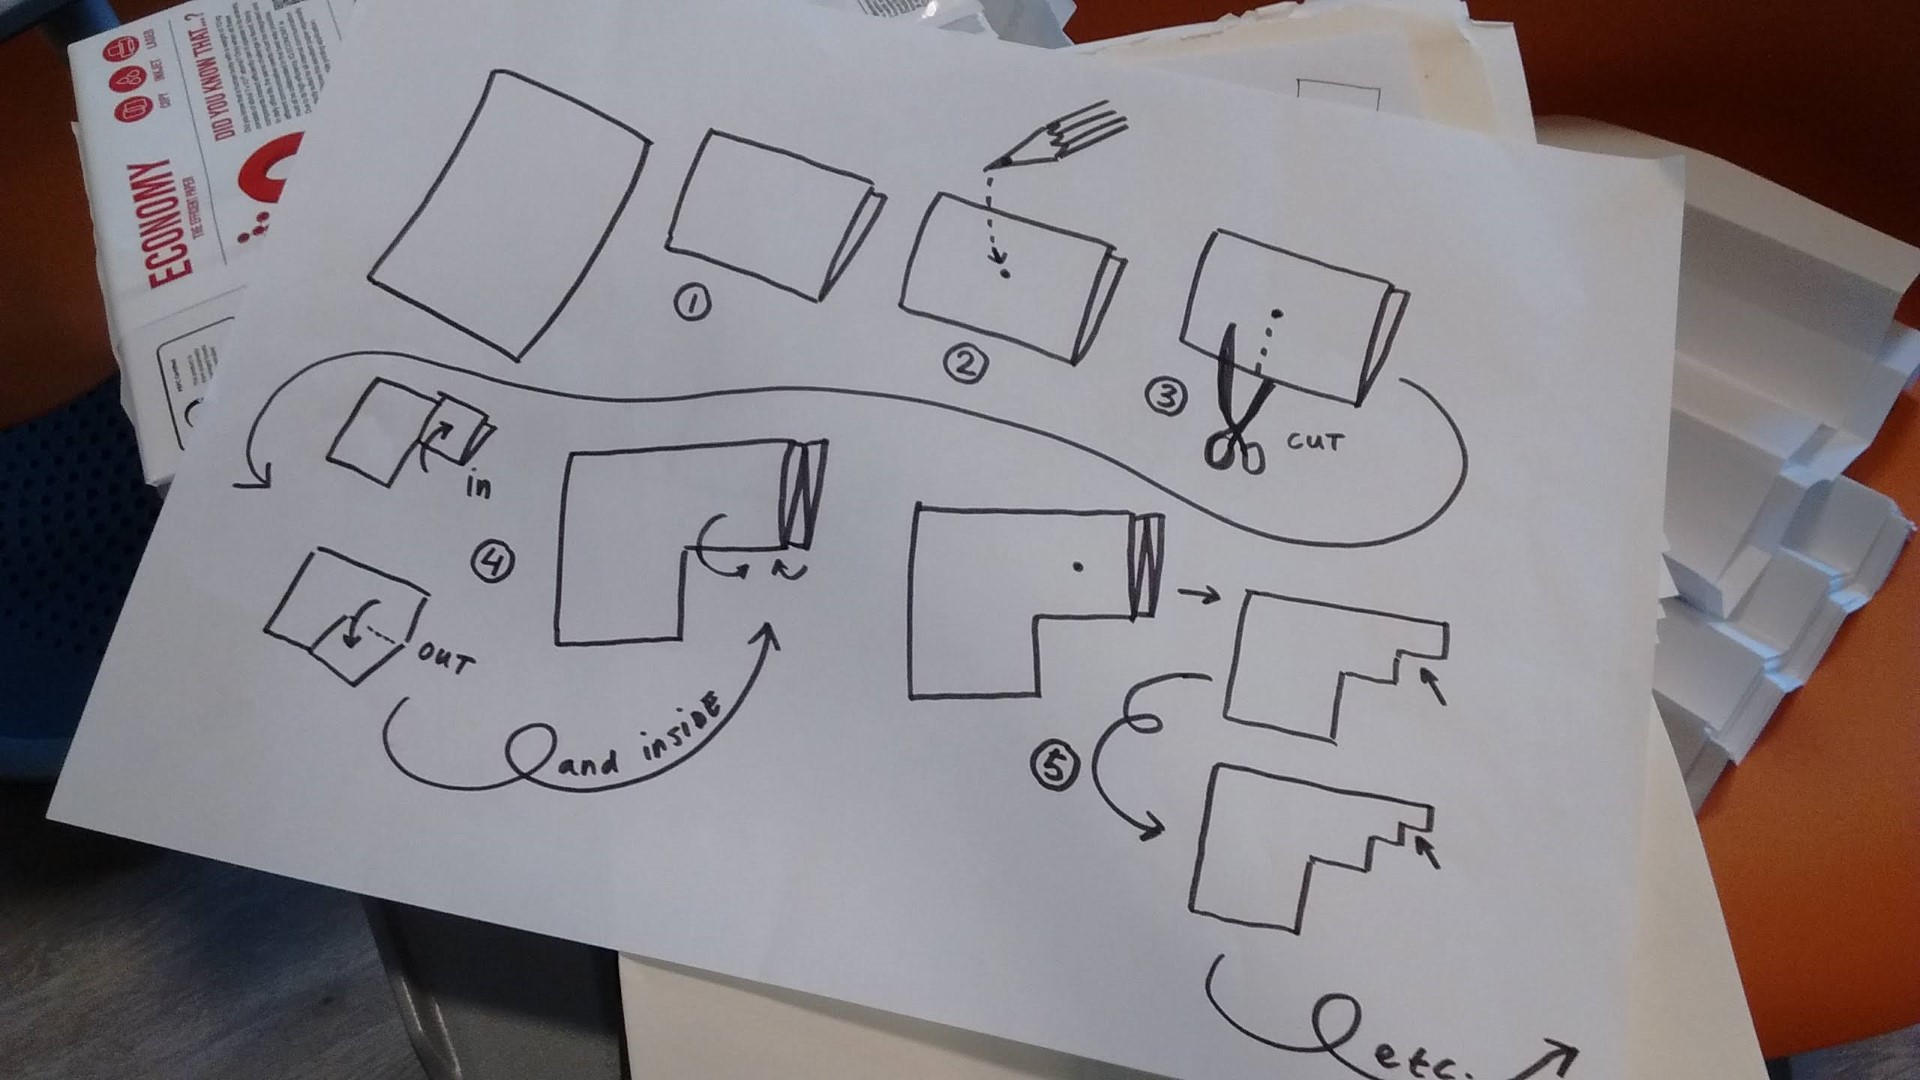 ECONOMY
THE EFFICIENT PAPER
DID YOU KNOW THAT...?
COPY
INKJET
LASER
1
2
3
CUT
in
4
OUT
and inside
5
etc.